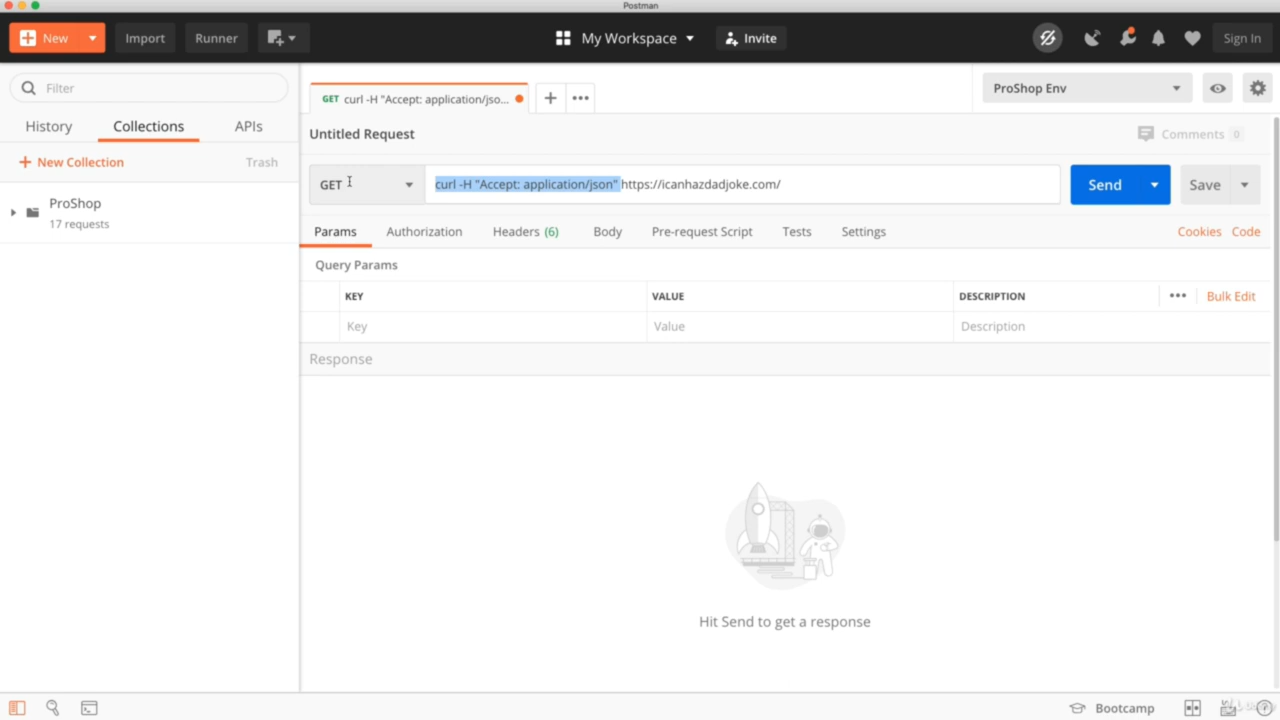 Postman
New
Import
Runner
My Workspace
Invite
Sign In
Filter
GET curl -H "Accept: application/jso...
ProShop Env
History
Collections
APIs
Untitled Request
Comments 0
+ New Collection
Trash
GET
curl -H "Accept: application/json" https://icanhazdadjoke.com/
Send
Save
ProShop
17 requests
Params
Authorization
Headers (6)
Body
Pre-request Script
Tests
Settings
Cookies
Code
Query Params
KEY
VALUE
DESCRIPTION
Bulk Edit
Key
Value
Description
Response
Hit Send to get a response
Bootcamp